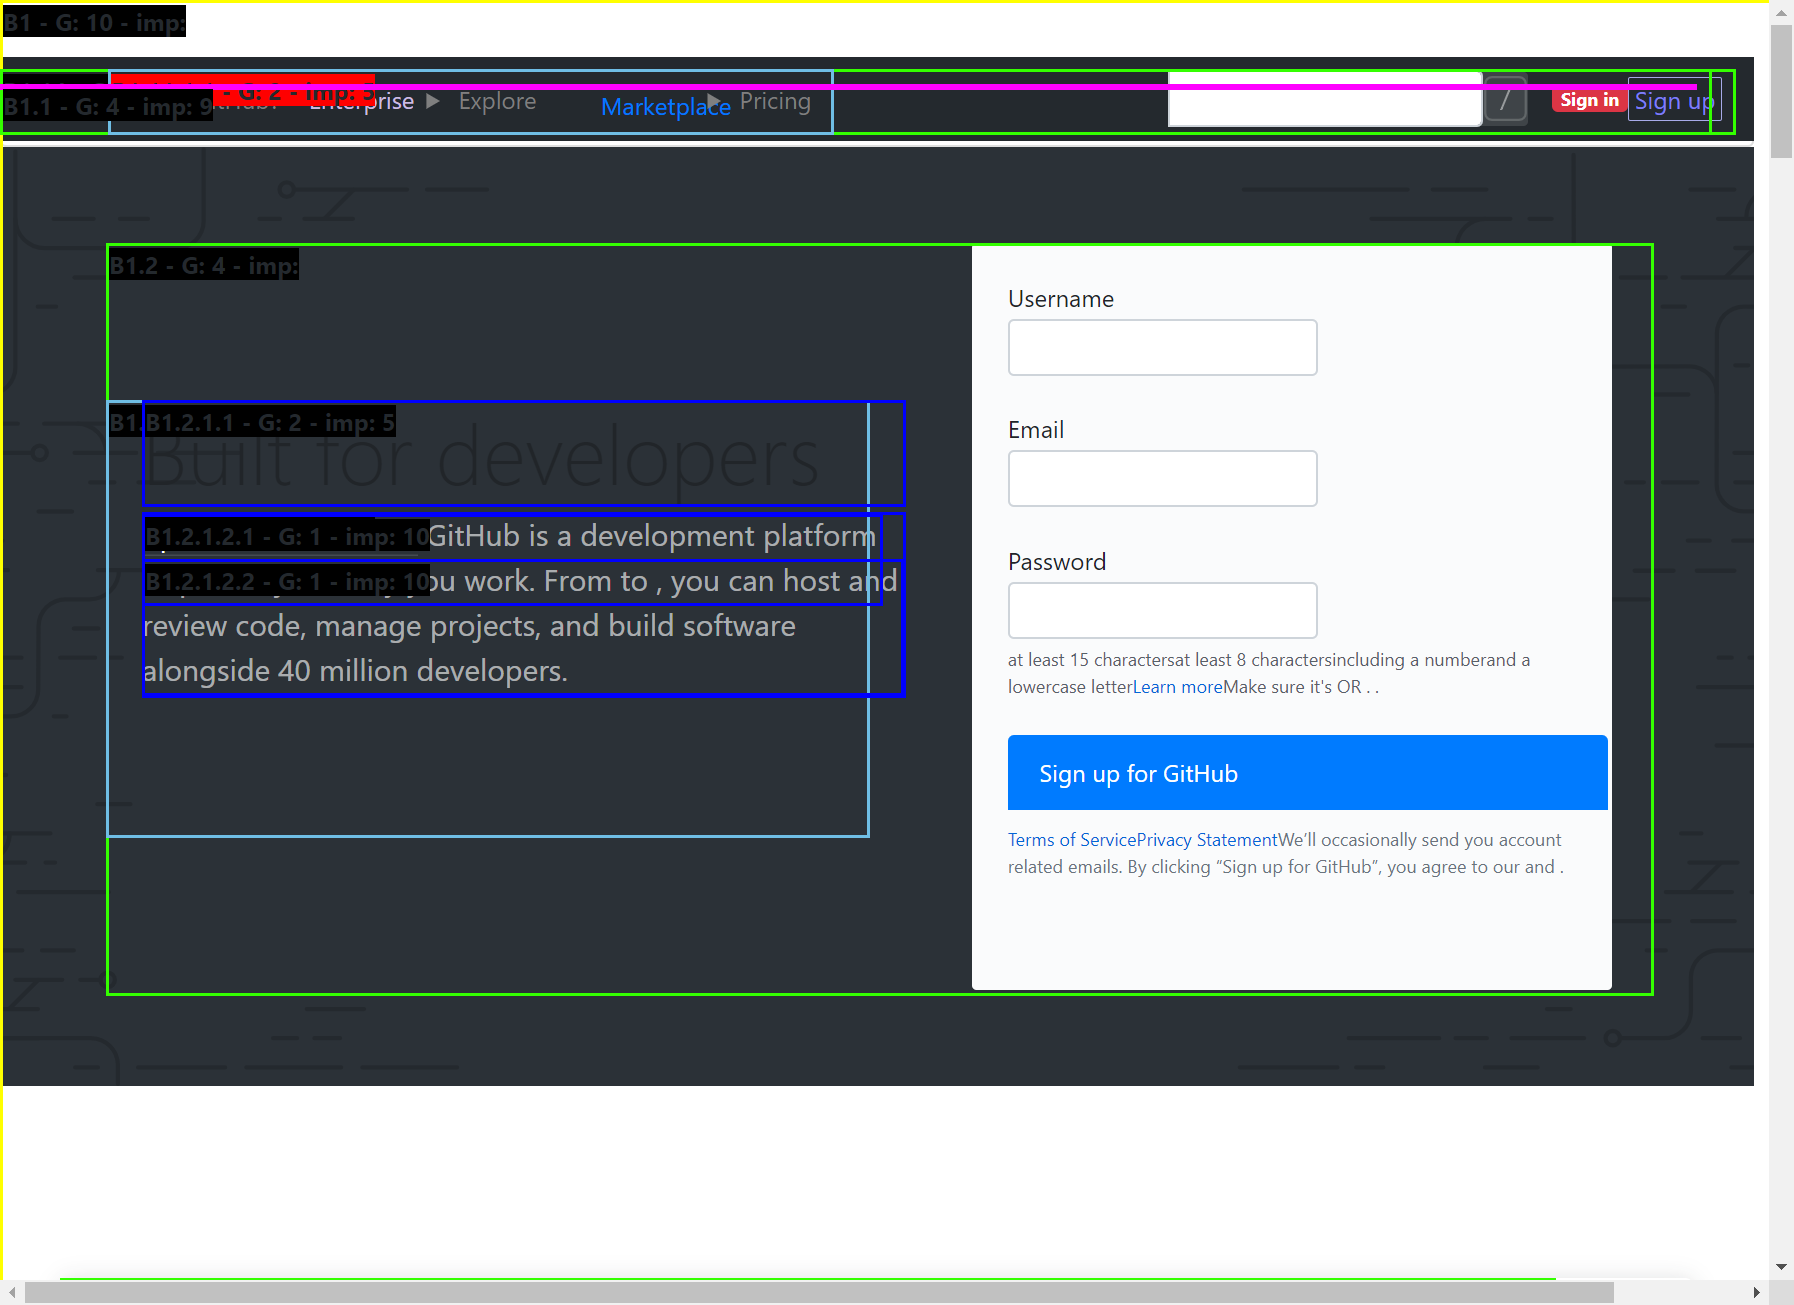 B1 - G: 10 - imp:
B1.1 - G: 4 - imp: 9
- G: 2 - imp: 5
Enterprise Explore Marketplace Pricing / Sign in Sign up
B1.2 - G: 4 - imp:
Username
Email
B1.2.1.1 - G: 2 - imp: 5
Built for developers
B1.2.1.2.1 - G: 1 - imp: 10 GitHub is a development platform
B1.2.1.2.2 - G: 1 - imp: 10 you work. From to , you can host and
review code, manage projects, and build software
alongside 40 million developers.
Password
at least 15 charactersat least 8 charactersincluding a numberand a
lowercase letterLearn moreMake sure it's OR . .
Sign up for GitHub
Terms of ServicePrivacy StatementWe’ll occasionally send you account
related emails. By clicking “Sign up for GitHub”, you agree to our and .